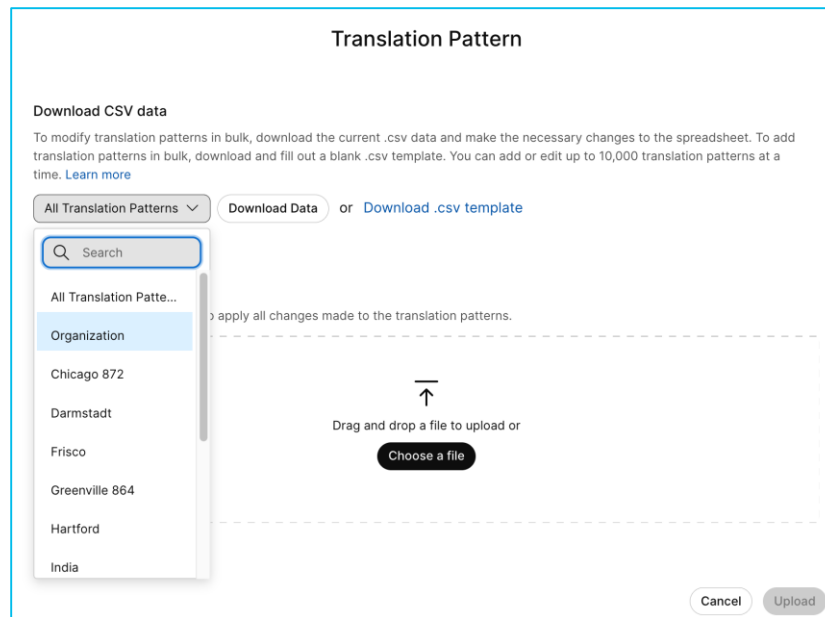 Translation Pattern
Download CSV data
To modify translation patterns in bulk, download the current .csv data and make the necessary changes to the spreadsheet. To add
translation patterns in bulk, download and fill out a blank .csv template. You can add or edit up to 10,000 translation patterns at a
time. Learn more
All Translation Patterns Download Data or Download .csv template
Search
All Translation Patte...
apply all changes made to the translation patterns.
Organization
Chicago 872
Darmstadt
Drag and drop a file to upload or
Frisco
Choose a file
Greenville 864
Hartford
India
Cancel Upload